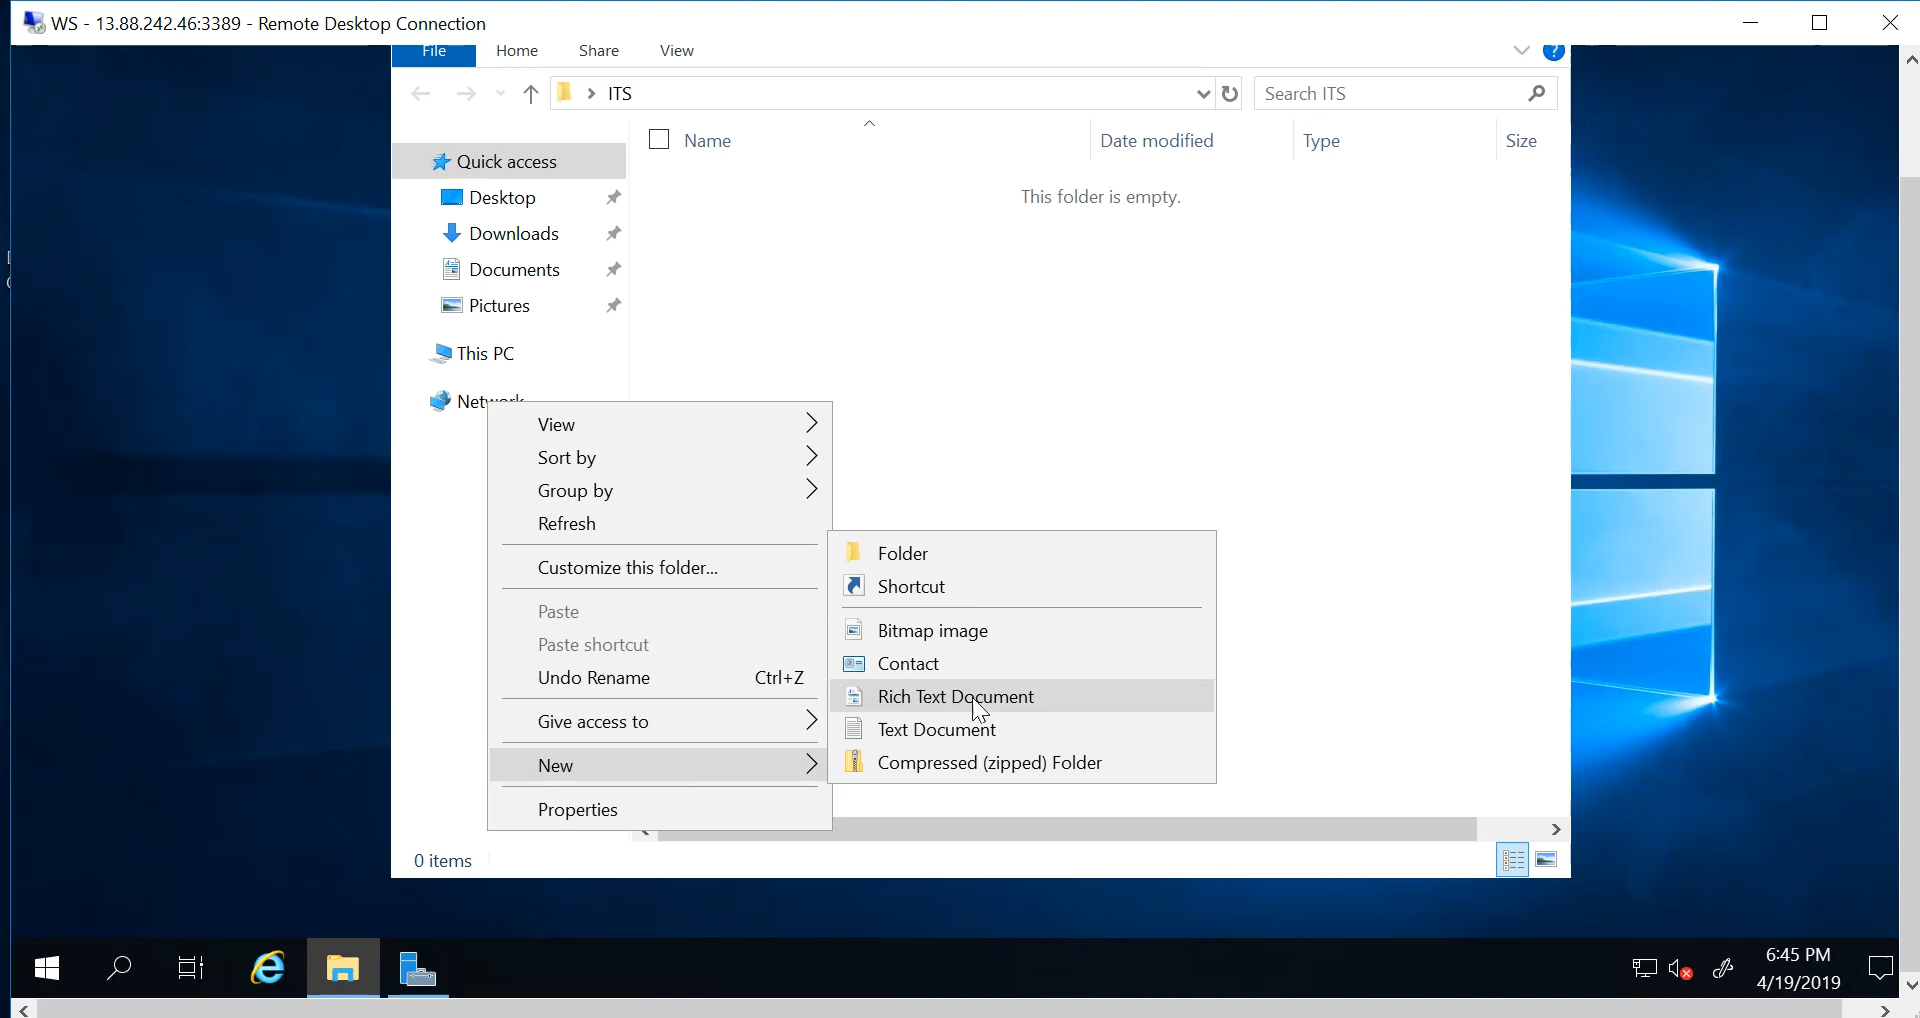 WS - 13.88.242.46:3389 - Remote Desktop Connection
File Home Share View
ITS
Search ITS
Name Date modified Type Size
Quick access
This folder is empty.
Desktop
Downloads
Documents
Pictures
This PC
Network
View
Sort by
Group by
Refresh
Customize this folder...
Paste
Paste shortcut
Undo Rename Ctrl+Z
Give access to
New
Properties
Folder
Shortcut
Bitmap image
Contact
Rich Text Document
Text Document
Compressed (zipped) Folder
0 items
6:45 PM
4/19/2019